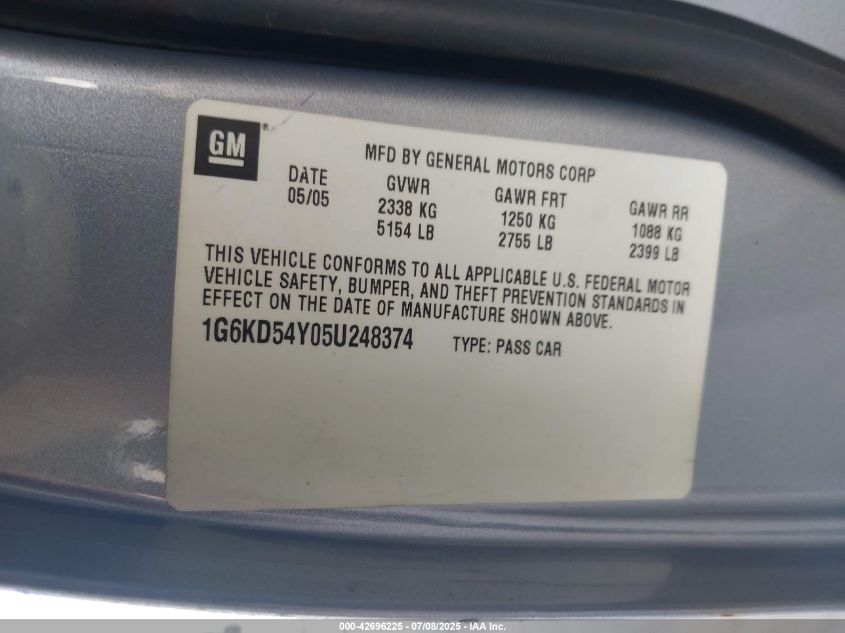 GM ®
MFD BY GENERAL MOTORS CORP
DATE GVWR GAWR FRT GAWR RR
05/05 2338 KG 1250 KG 1088 KG
5154 LB 2755 LB 2399 LB
THIS VEHICLE CONFORMS TO ALL APPLICABLE U.S. FEDERAL MOTOR
VEHICLE SAFETY, BUMPER, AND THEFT PREVENTION STANDARDS IN
EFFECT ON THE DATE OF MANUFACTURE SHOWN ABOVE.
1G6KD54Y05U248374 TYPE: PASS CAR
000-42696225 - 07/08/2025 - IAA Inc.